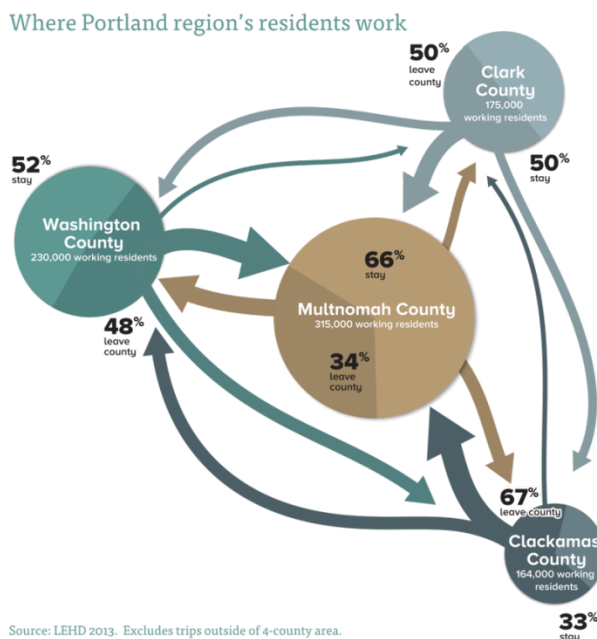 Where Portland region's residents work
50%
leave
county
Clark
County
175,000
working residents
50%
stay
52%
stay
Washington
County
230,000 working residents
48%
leave
county
66%
stay
Multnomah County
315,000 working residents
34%
leave
county
67%
leave county
Clackamas
County
164,000 working
residents
33%
stay
Source: LEHD 2013. Excludes trips outside of 4-county area.